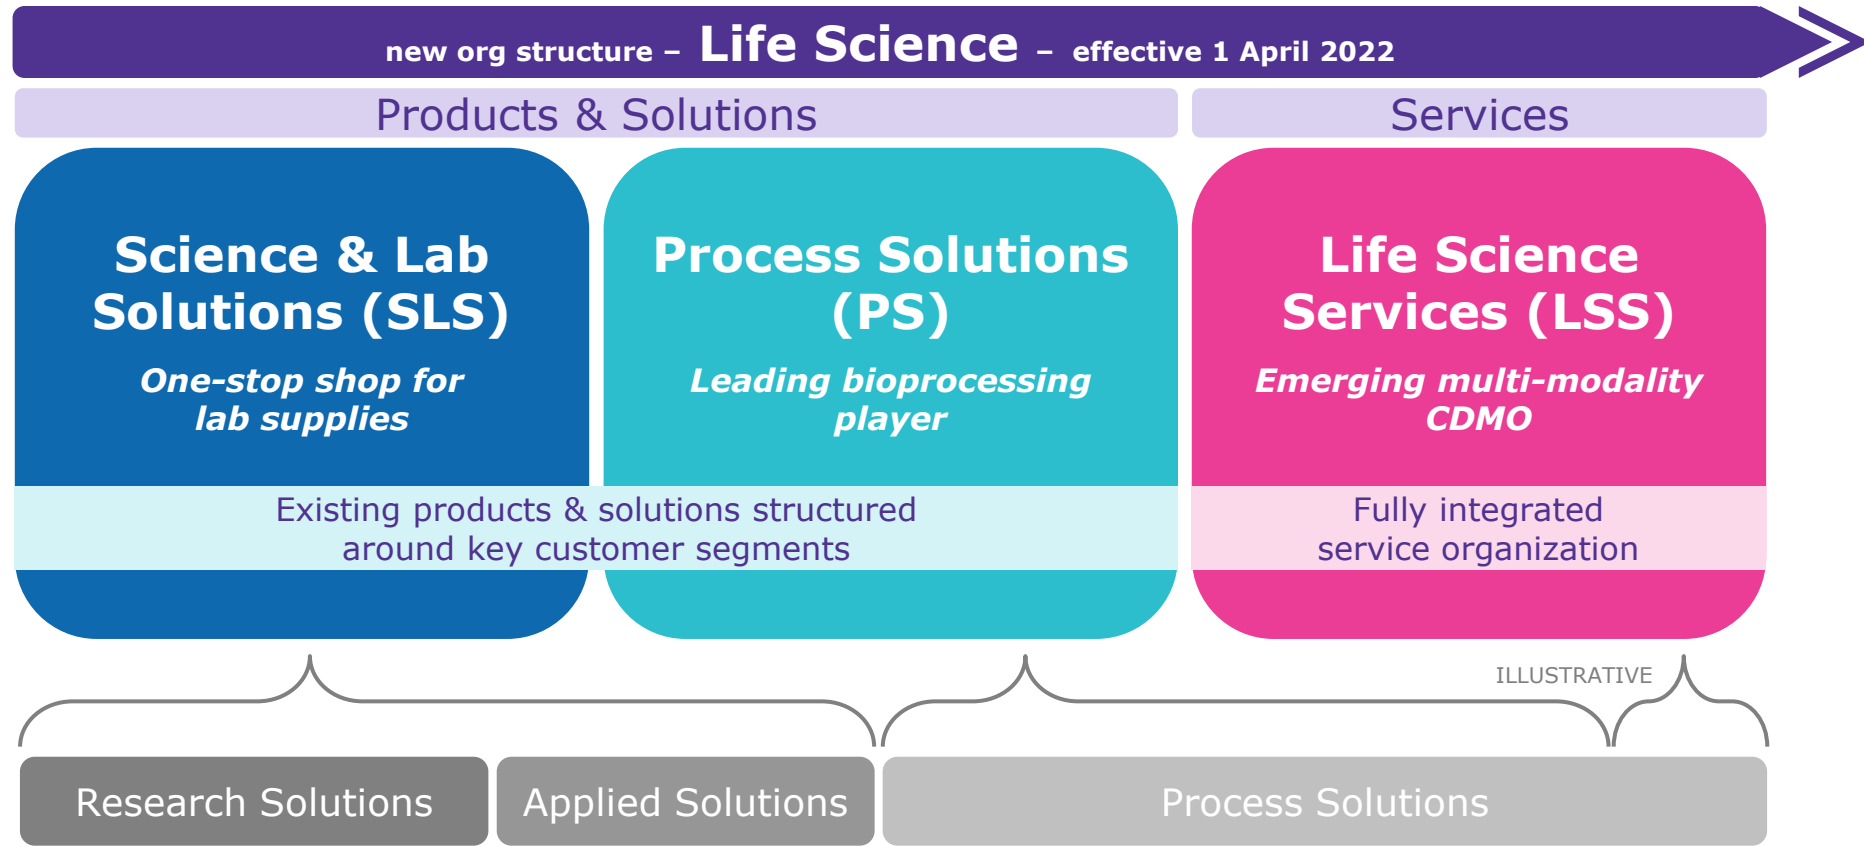 new org structure – Life Science – effective 1 April 2022
Products & Solutions
Services
Science & Lab
Solutions (SLS)
One-stop shop for
lab supplies
Process Solutions
(PS)
Leading bioprocessing
player
Life Science
Services (LSS)
Emerging multi-modality
CDMO
Existing products & solutions structured
around key customer segments
Fully integrated
service organization
ILLUSTRATIVE
Research Solutions
Applied Solutions
Process Solutions